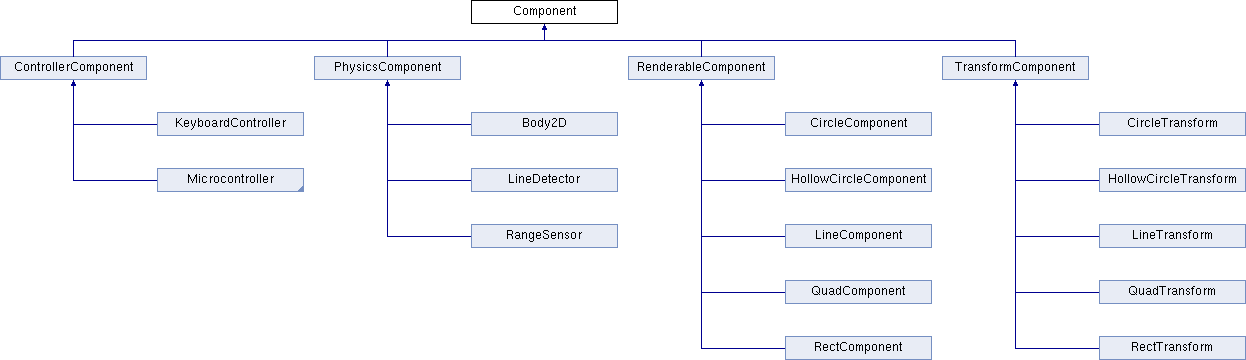 Component
ControllerComponent
PhysicsComponent
RenderableComponent
TransformComponent
KeyboardController
Body2D
CircleComponent
CircleTransform
Microcontroller
LineDetector
HollowCircleComponent
HollowCircleTransform
RangeSensor
LineComponent
LineTransform
QuadComponent
QuadTransform
RectComponent
RectTransform